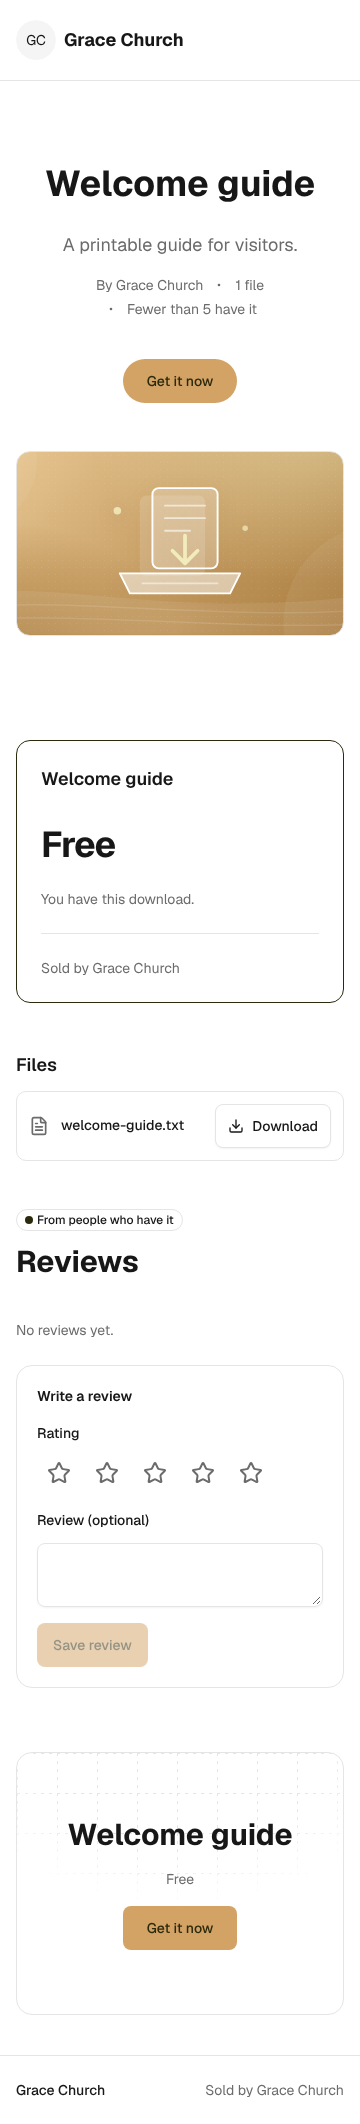 GC
Grace Church
Welcome guide
A printable guide for visitors.
By Grace Church • 1 file
• Fewer than 5 have it
Get it now
Welcome guide
Free
You have this download.
Sold by Grace Church
Files
welcome-guide.txt
Download
From people who have it
Reviews
No reviews yet.
Write a review
Rating
Review (optional)
Save review
Welcome guide
Free
Get it now
Grace Church
Sold by Grace Church